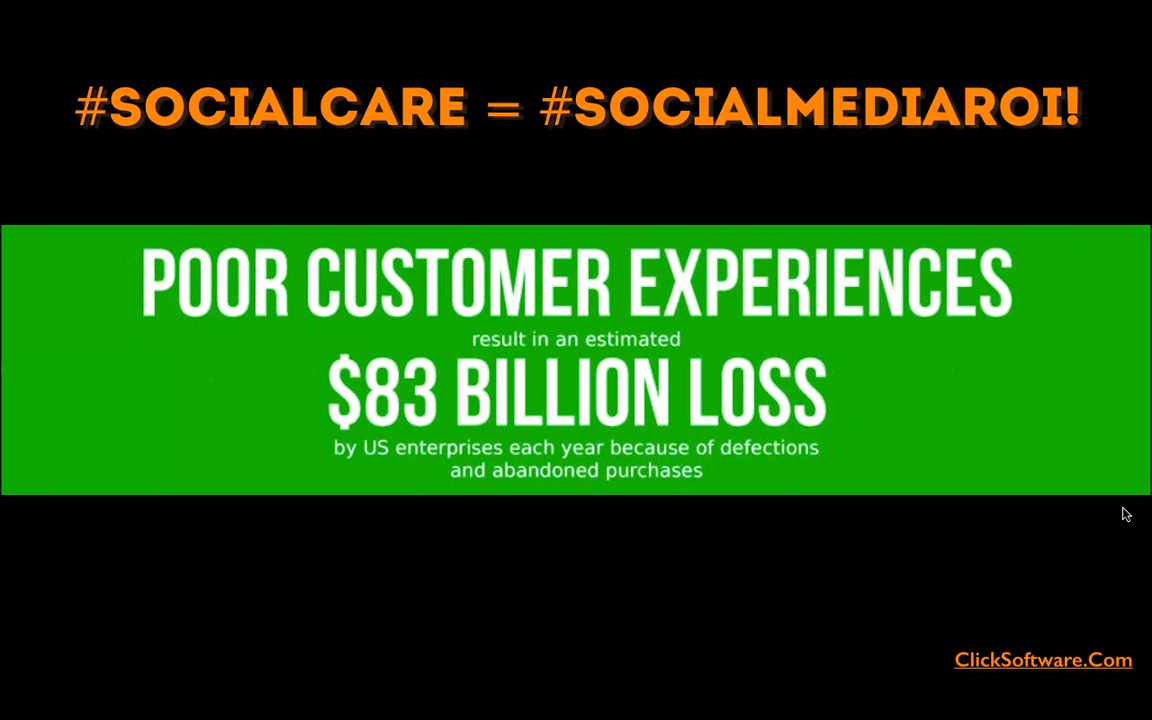 #SOCIALCARE = #SOCIALMEDIAROI!
POOR CUSTOMER EXPERIENCES
result in an estimated
$83 BILLION LOSS
by US enterprises each year because of defections
and abandoned purchases
ClickSoftware.Com